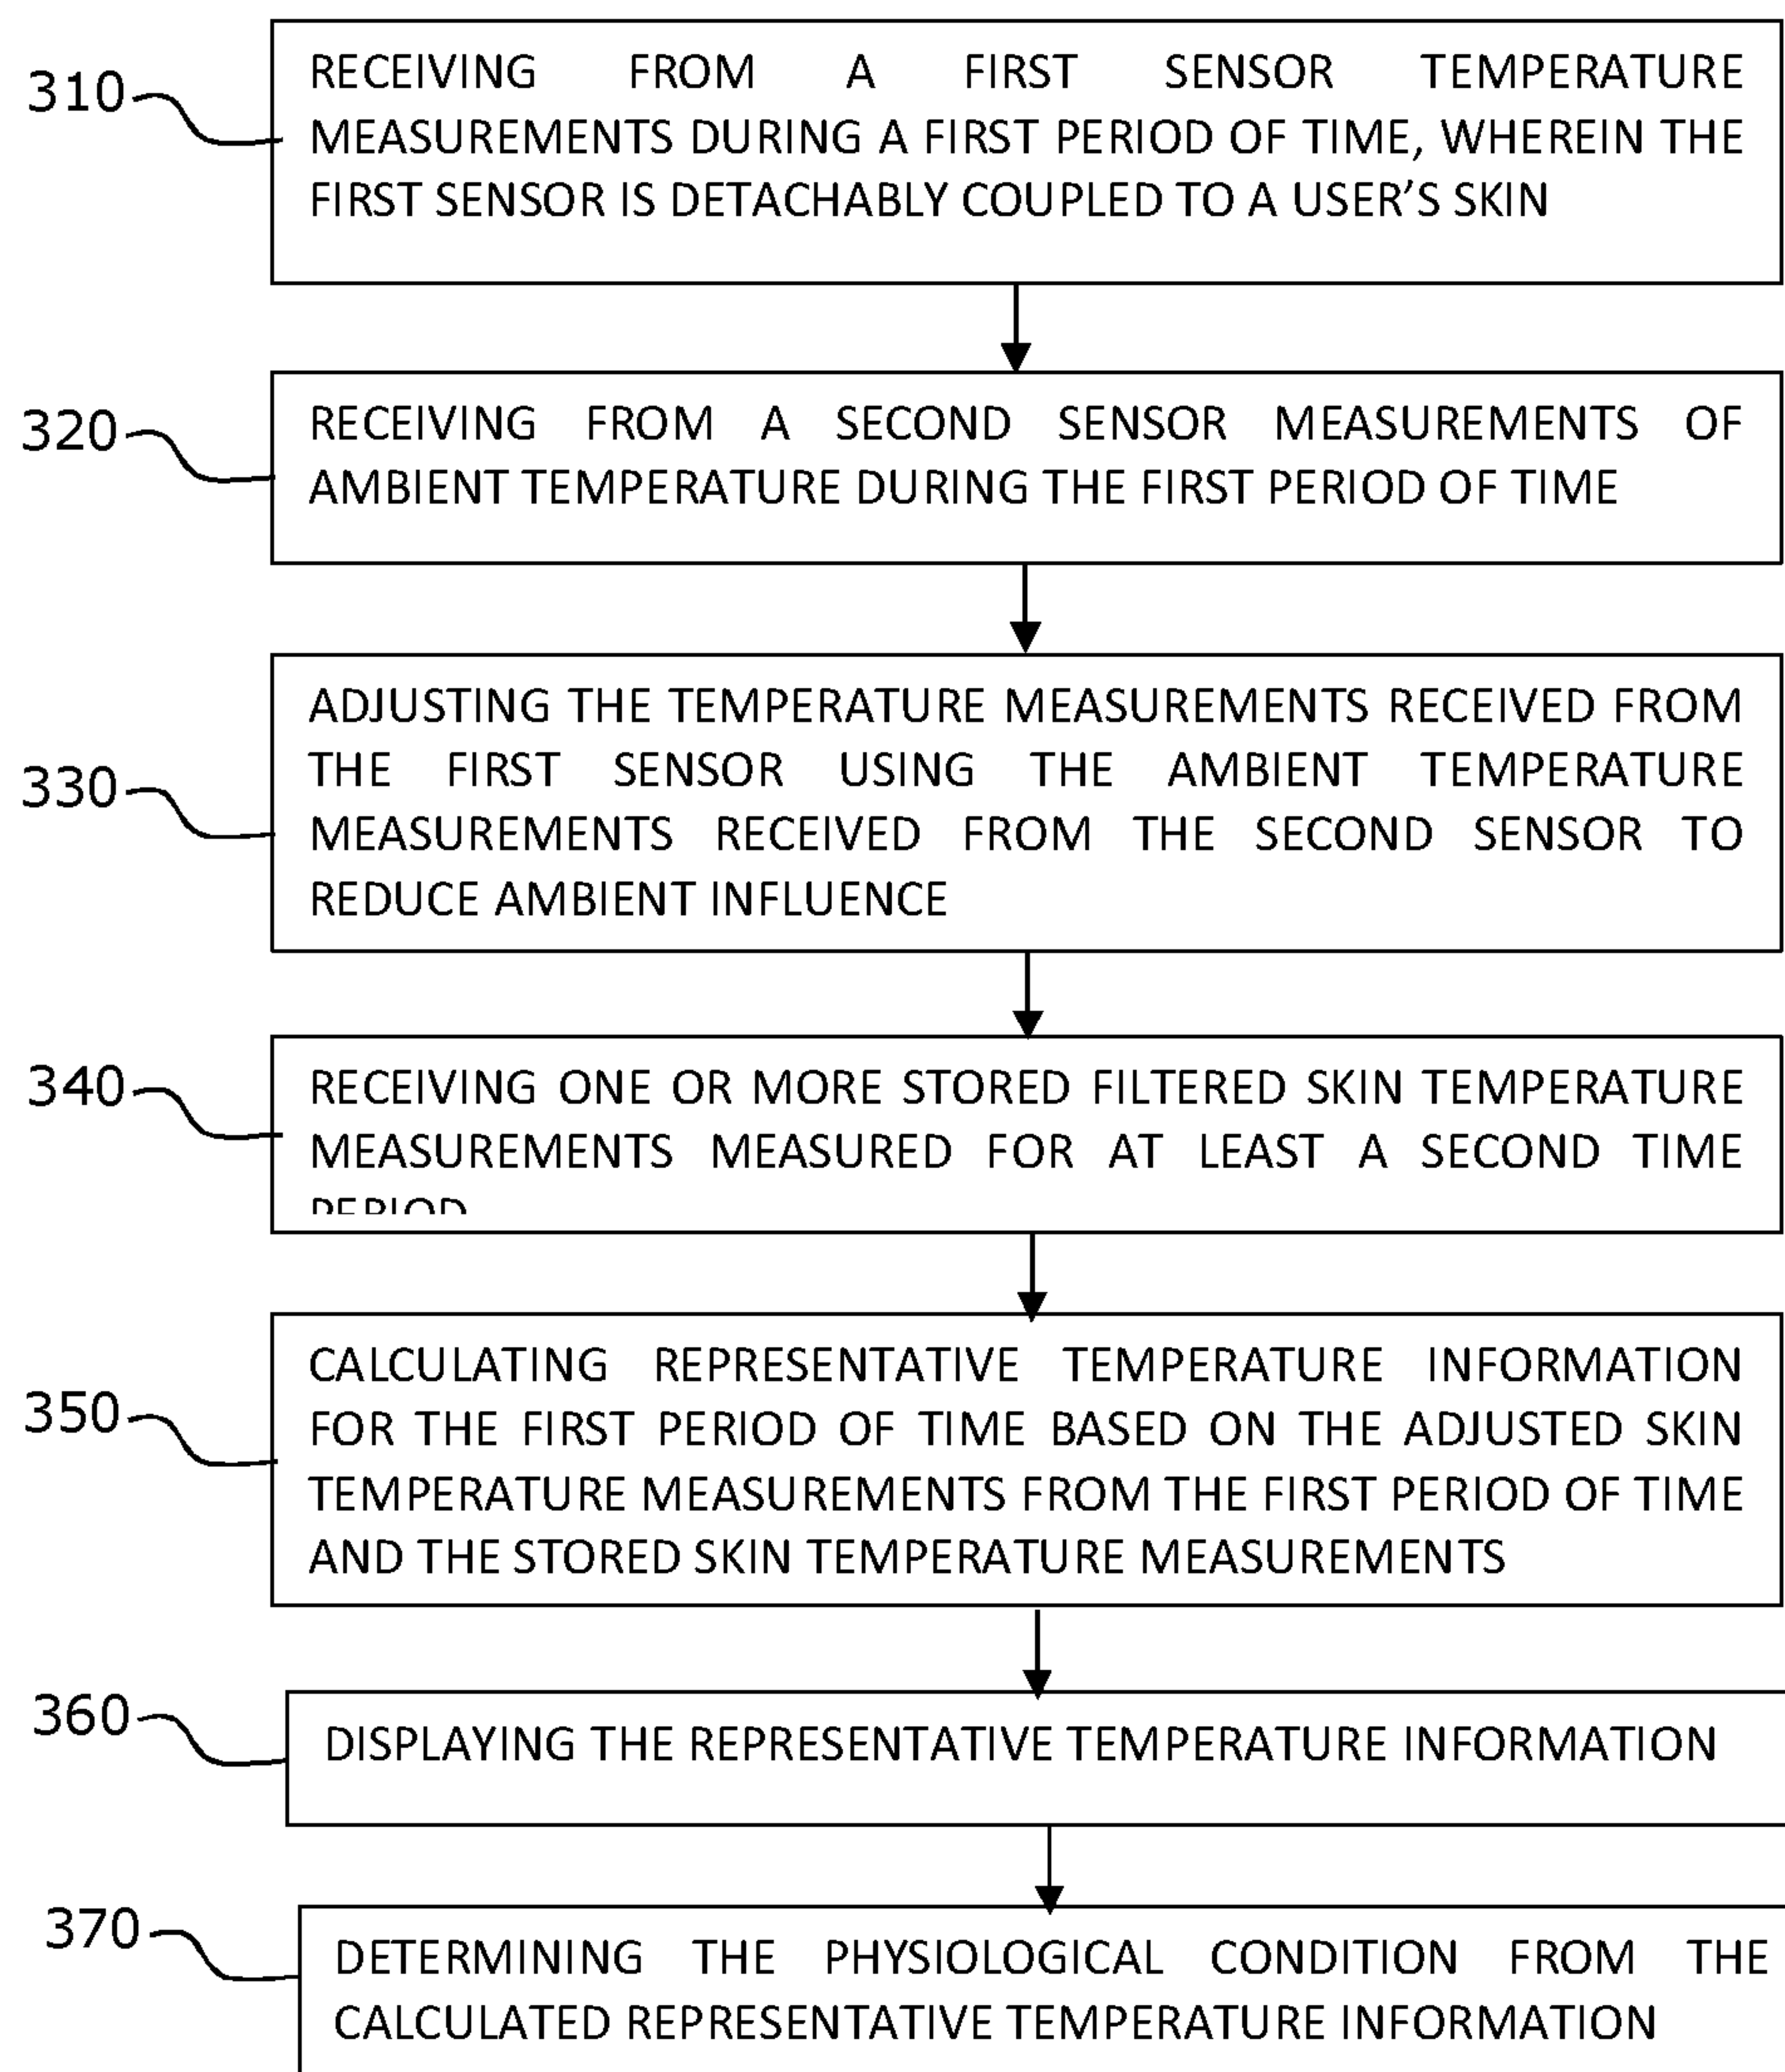 310
RECEIVING FROM A FIRST SENSOR TEMPERATURE
MEASUREMENTS DURING A FIRST PERIOD OF TIME, WHEREIN THE
FIRST SENSOR IS DETACHABLY COUPLED TO A USER’S SKIN
320
RECEIVING FROM A SECOND SENSOR MEASUREMENTS OF
AMBIENT TEMPERATURE DURING THE FIRST PERIOD OF TIME
330
ADJUSTING THE TEMPERATURE MEASUREMENTS RECEIVED FROM
THE FIRST SENSOR USING THE AMBIENT TEMPERATURE
MEASUREMENTS RECEIVED FROM THE SECOND SENSOR TO
REDUCE AMBIENT INFLUENCE
340
RECEIVING ONE OR MORE STORED FILTERED SKIN TEMPERATURE
MEASUREMENTS MEASURED FOR AT LEAST A SECOND TIME
PERIOD
350
CALCULATING REPRESENTATIVE TEMPERATURE INFORMATION
FOR THE FIRST PERIOD OF TIME BASED ON THE ADJUSTED SKIN
TEMPERATURE MEASUREMENTS FROM THE FIRST PERIOD OF TIME
AND THE STORED SKIN TEMPERATURE MEASUREMENTS
360
DISPLAYING THE REPRESENTATIVE TEMPERATURE INFORMATION
370
DETERMINING THE PHYSIOLOGICAL CONDITION FROM THE
CALCULATED REPRESENTATIVE TEMPERATURE INFORMATION